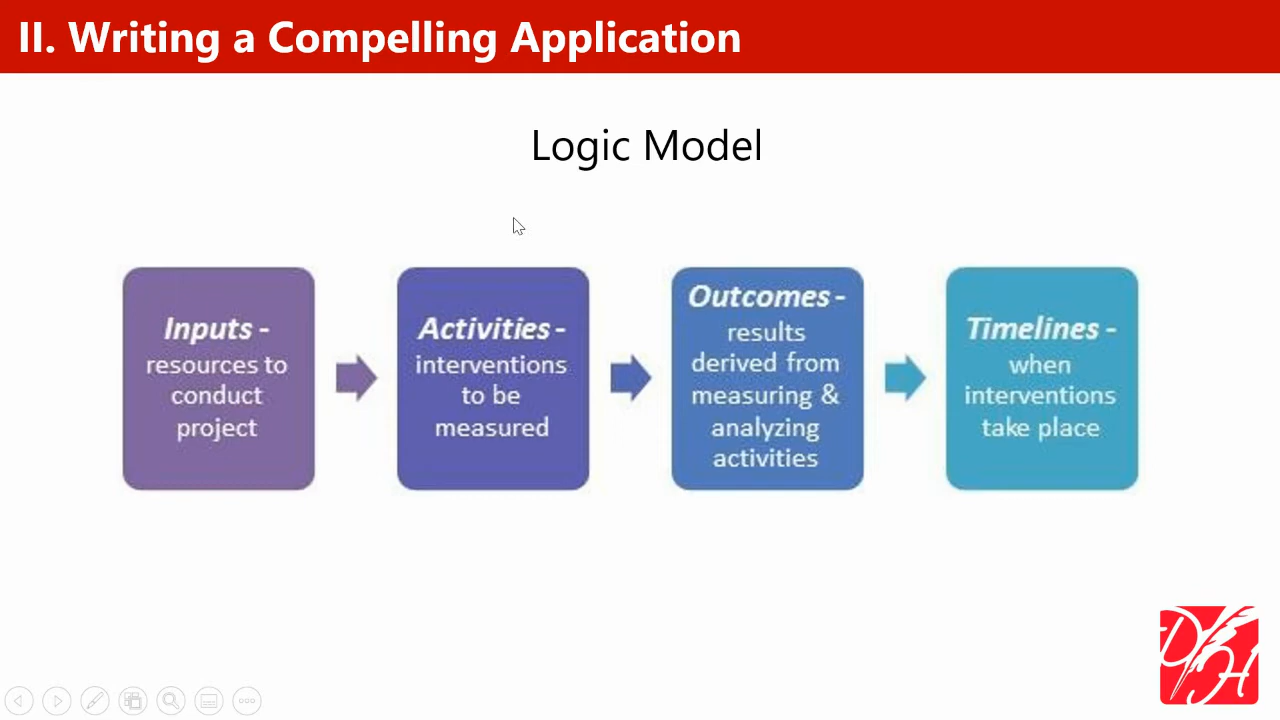 II. Writing a Compelling Application
Logic Model
Inputs -
resources to
conduct
project
Activities -
interventions
to be
measured
Outcomes -
results
derived from
measuring &
analyzing
activities
Timelines -
when
interventions
take place
DH